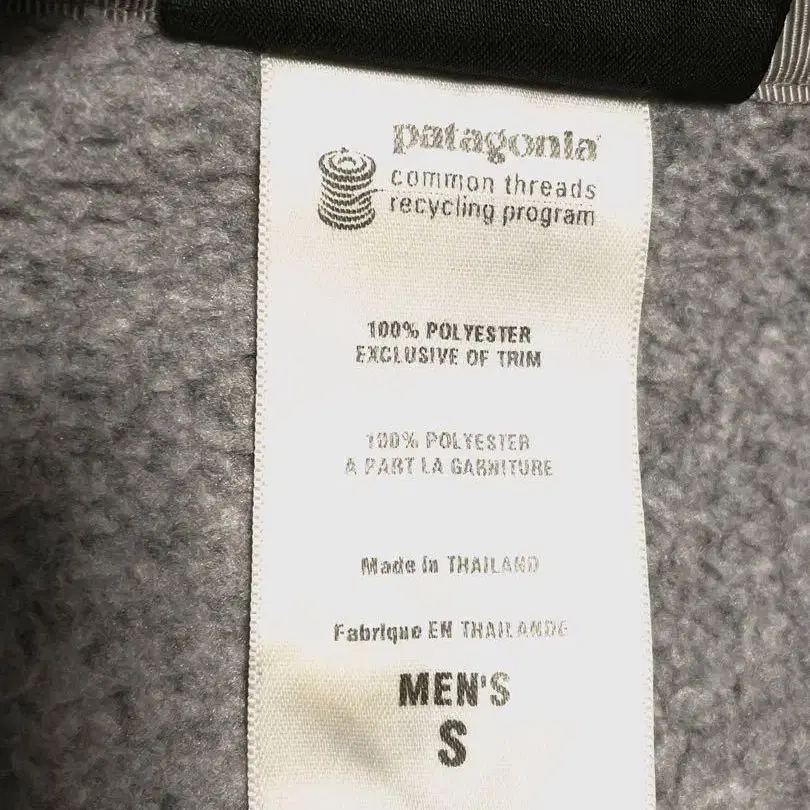 patagonia
common threads
recycling program
100% POLYESTER
EXCLUSIVE OF TRIM
100% POLYESTER
A PART LA GARNITURE
Made in THAILAND
Fabrique EN THAILANDE
MEN'S
S